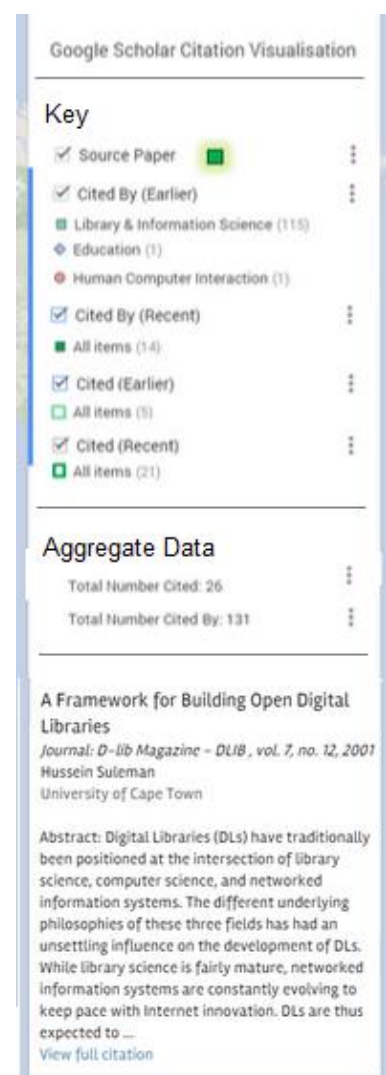 Google Scholar Citation Visualisation
Key
Source Paper
Cited By (Earlier)
Library & Information Science (115)
Education (1)
Human Computer Interaction (1)
Cited By (Recent)
All items (14)
Cited (Earlier)
All items (5)
Cited (Recent)
All items (21)
Aggregate Data
Total Number Cited: 26
Total Number Cited By: 131
A Framework for Building Open Digital
Libraries
Journal: D-lib Magazine - DLIB , vol. 7, no. 12, 2001
Hussein Suleman
University of Cape Town
Abstract: Digital Libraries (DLs) have traditionally
been positioned at the intersection of library
science, computer science, and networked
information systems. The different underlying
philosophies of these three fields has had an
unsettling influence on the development of DLs.
While library science is fairly mature, networked
information systems are constantly evolving to
keep pace with Internet innovation. DLs are thus
expected to ...
View full citation